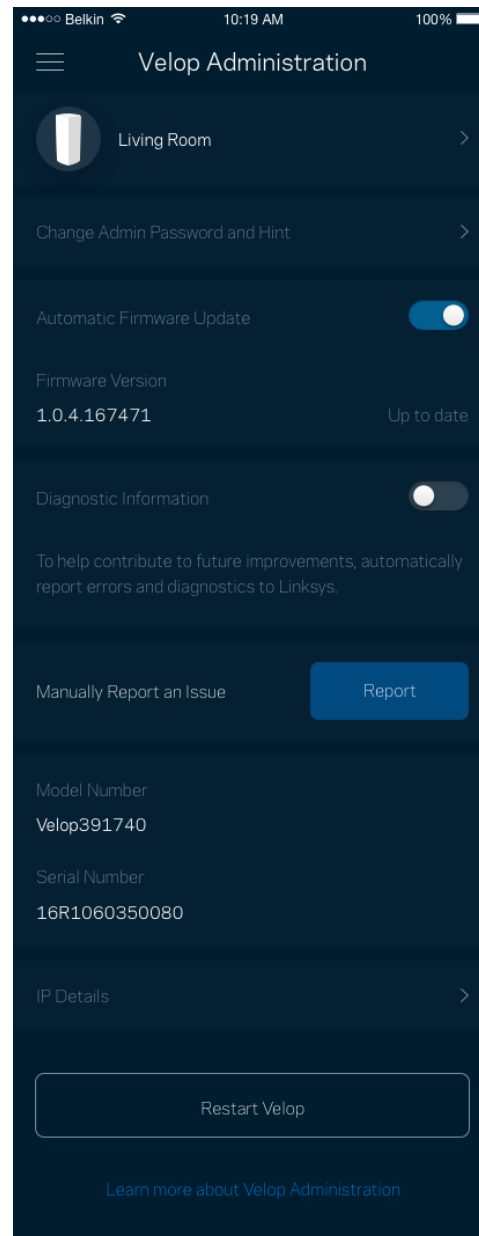 Belkin 10:19 AM 100%
Velop Administration
Living Room
Change Admin Password and Hint
Automatic Firmware Update
Firmware Version
1.0.4.167471 Up to date
Diagnostic Information
To help contribute to future improvements, automatically
report errors and diagnostics to Linksys.
Manually Report an Issue Report
Model Number
Velop391740
Serial Number
16R1060350080
IP Details
Restart Velop
Learn more about Velop Administration